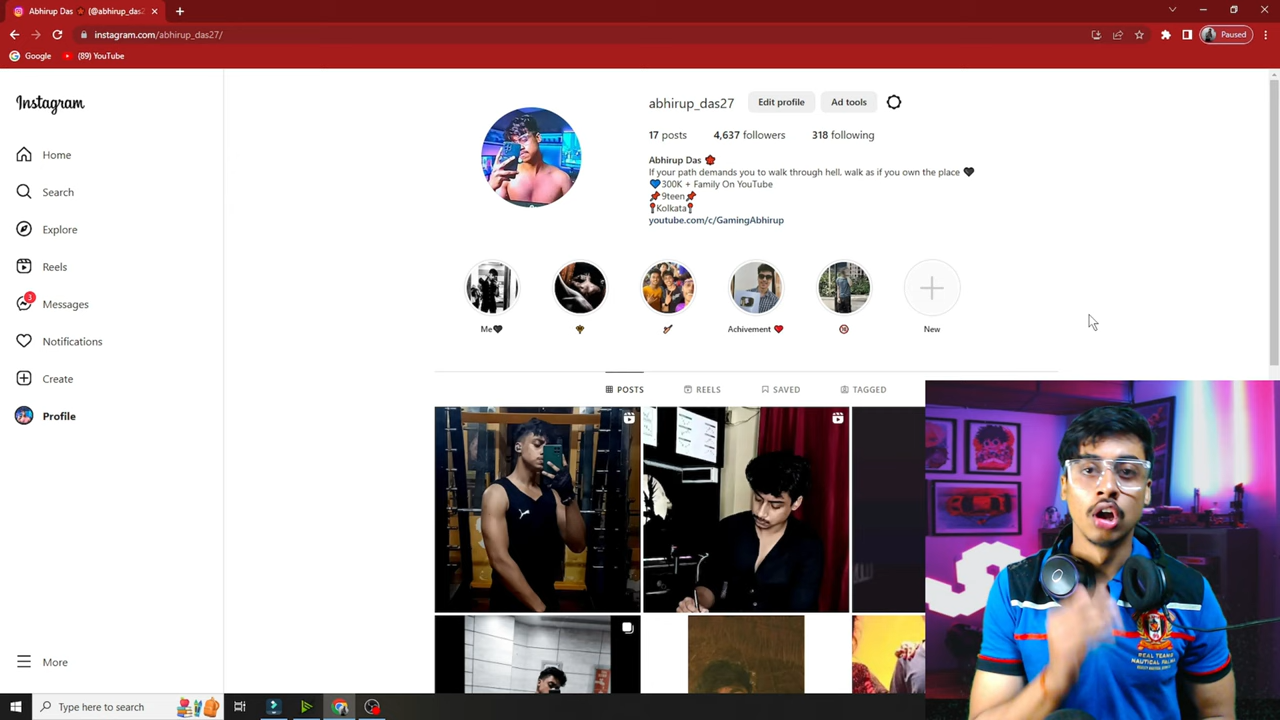 Abhirup Das (@abhirup_das2
instagram.com/abhirup_das27/
Paused
Google
(89) YouTube
Instagram
Home
Search
Explore
Reels
3
Messages
Notifications
Create
Profile
More
abhirup_das27
Edit profile
Ad tools
17 posts
4,637 followers
318 following
Abhirup Das
If your path demands you to walk through hell, walk as if you own the place 🖤
💙300K + Family On YouTube
📌9teen📌
📍Kolkata📍
youtube.com/c/GamingAbhirup
Me🖤
Achivement ❤️
🔞
New
POSTS
REELS
SAVED
TAGGED
REAL TEAMS
Type here to search